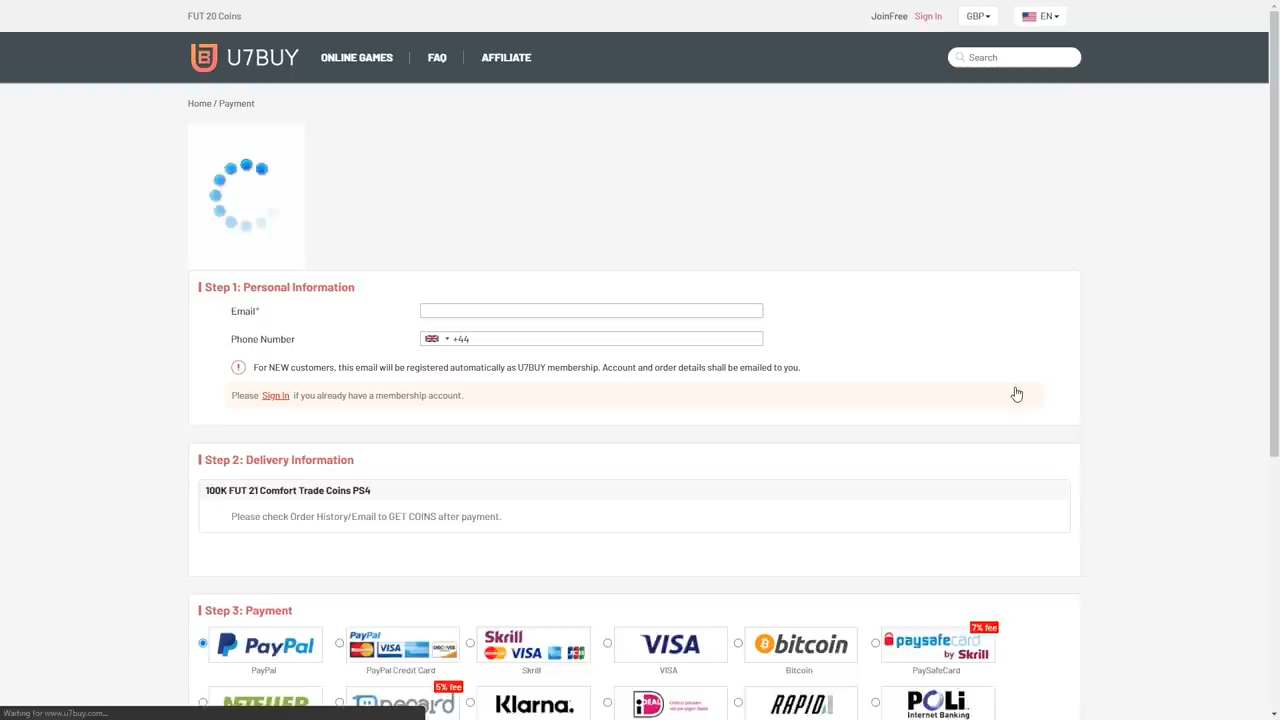 FUT 20 Coins
JoinFree Sign In GBP EN
U7BUY ONLINE GAMES FAQ AFFILIATE Search
Home / Payment
Step 1: Personal Information
Email*
Phone Number +44
For NEW customers, this email will be registered automatically as U7BUY membership. Account and order details shall be emailed to you.
Please Sign In if you already have a membership account.
Step 2: Delivery Information
100K FUT 21 Comfort Trade Coins PS4
Please check Order History/Email to GET COINS after payment.
Step 3: Payment
7% fee
PayPal PayPal VISA DISCOVER Skrill VISA VISA bitcoin paysafecard by Skrill
PayPal PayPal Credit Card Skrill VISA Bitcoin PaySafeCard
5% fee
Klarna. iDEAL RAPID! POLi Internet Banking
Waiting for www.u7buy.com...